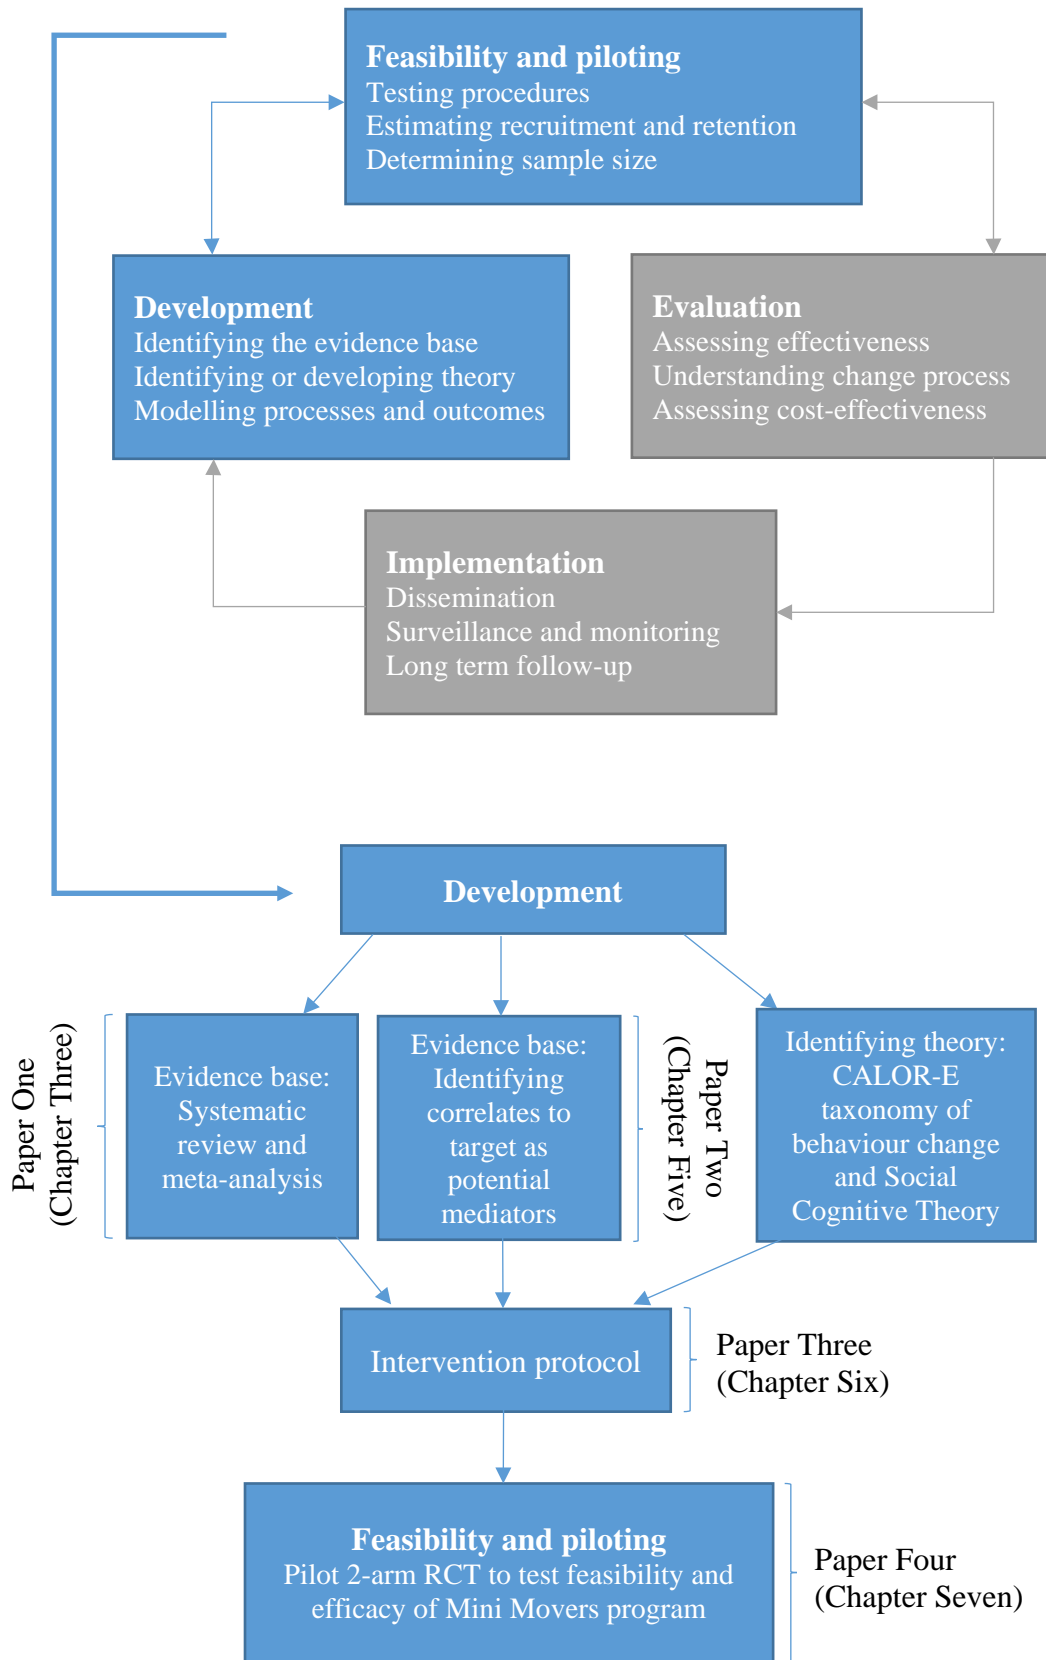 Feasibility and piloting
Testing procedures
Estimating recruitment and retention
Determining sample size
Development
Identifying the evidence base
Identifying or developing theory
Modelling processes and outcomes
Evaluation
Assessing effectiveness
Understanding change process
Assessing cost-effectiveness
Implementation
Dissemination
Surveillance and monitoring
Long term follow-up
Development
Paper One
(Chapter Three)
Evidence base:
Systematic
review and
meta-analysis
Evidence base:
Identifying
correlates to
target as
potential
mediators
Paper Two
(Chapter Five)
Identifying theory:
CALOR-E
taxonomy of
behaviour change
and Social
Cognitive Theory
Intervention protocol
Paper Three
(Chapter Six)
Feasibility and piloting
Pilot 2-arm RCT to test feasibility and
efficacy of Mini Movers program
Paper Four
(Chapter Seven)